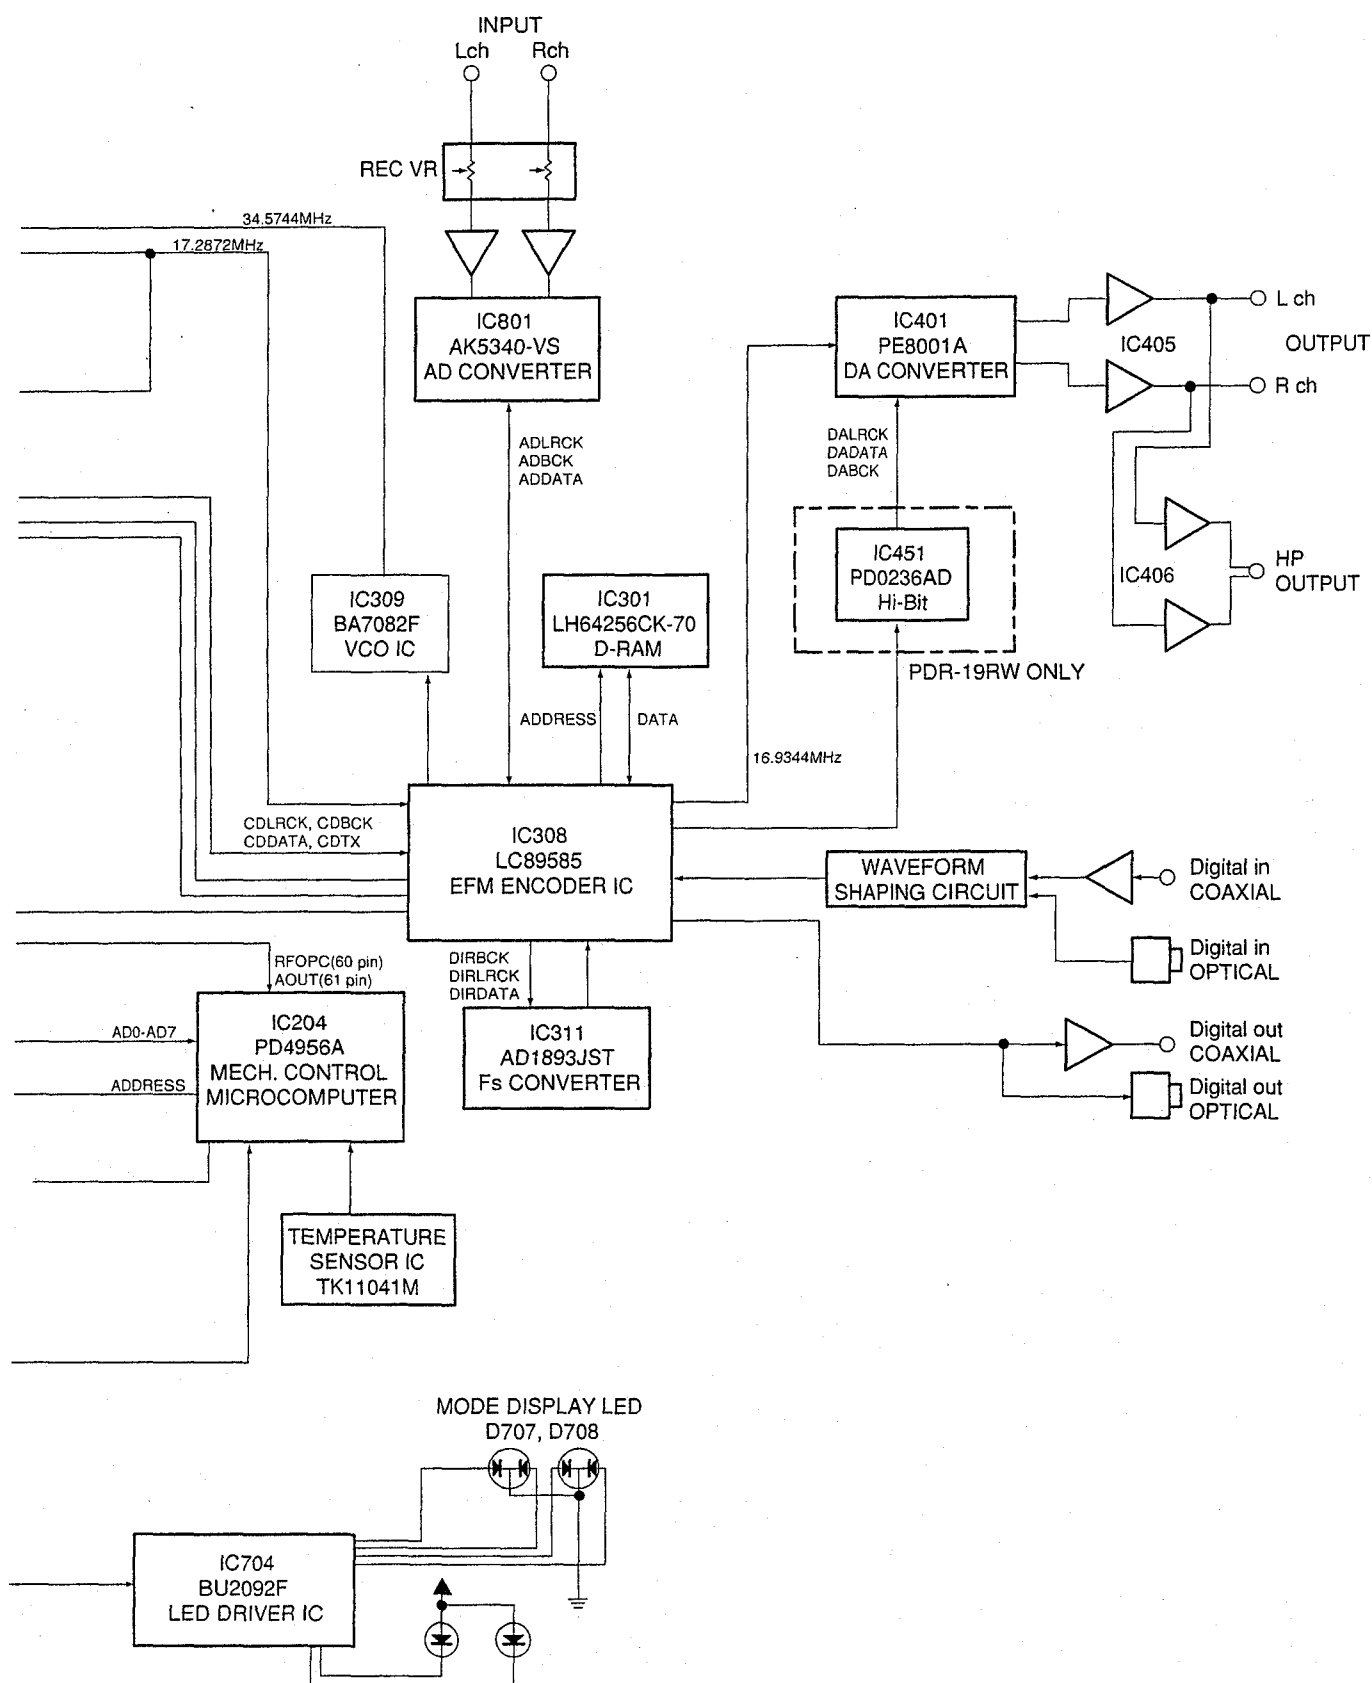 INPUT
Lch Rch
REC VR
34.5744MHz
17.2872MHz
IC801
AK5340-VS
AD CONVERTER
IC401
PE8001A
DA CONVERTER
IC405
L ch
OUTPUT
R ch
ADLRCK
ADBCK
ADDATA
DALRCK
DADATA
DABCK
IC451
PD0236AD
Hi-Bit
PDR-19RW ONLY
IC406
HP
OUTPUT
IC309
BA7082F
VCO IC
IC301
LH64256CK-70
D-RAM
ADDRESS
DATA
16.9344MHz
CDLRCK, CDBCK
CDDATA, CDTX
IC308
LC89585
EFM ENCODER IC
WAVEFORM
SHAPING CIRCUIT
Digital in
COAXIAL
Digital in
OPTICAL
RFOPC(60 pin)
AOUT(61 pin)
DIRBCK
DIRLRCK
DIRDATA
IC204
PD4956A
MECH. CONTROL
MICROCOMPUTER
AD0-AD7
ADDRESS
IC311
AD1893JST
Fs CONVERTER
Digital out
COAXIAL
Digital out
OPTICAL
TEMPERATURE
SENSOR IC
TK11041M
MODE DISPLAY LED
D707, D708
IC704
BU2092F
LED DRIVER IC